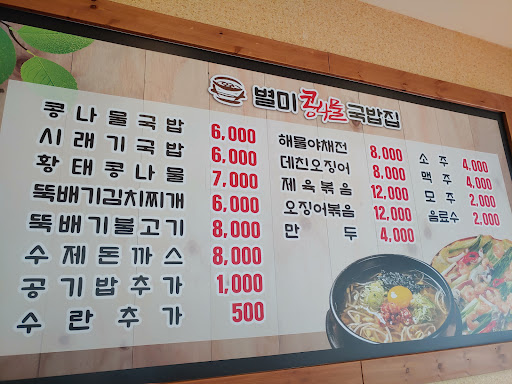 별미콩나물국밥집
콩나물국밥 6,000
시래기국밥 6,000
황태콩나물 7,000
뚝배기김치찌개 6,000
뚝배기불고기 8,000
수제돈까스 8,000
공기밥추가 1,000
수란추가 500
해물야채전 8,000
데친오징어 8,000
제육볶음 12,000
오징어볶음 12,000
만두 4,000
소주 4,000
맥주 4,000
모주 2,000
음료수 2,000